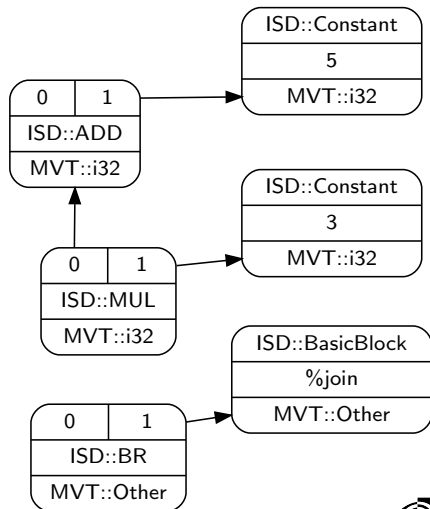 ISD::Constant
5
MVT::i32
0 1
ISD::ADD
MVT::i32
ISD::Constant
3
MVT::i32
0 1
ISD::MUL
MVT::i32
ISD::BasicBlock
%join
MVT::Other
0 1
ISD::BR
MVT::Other